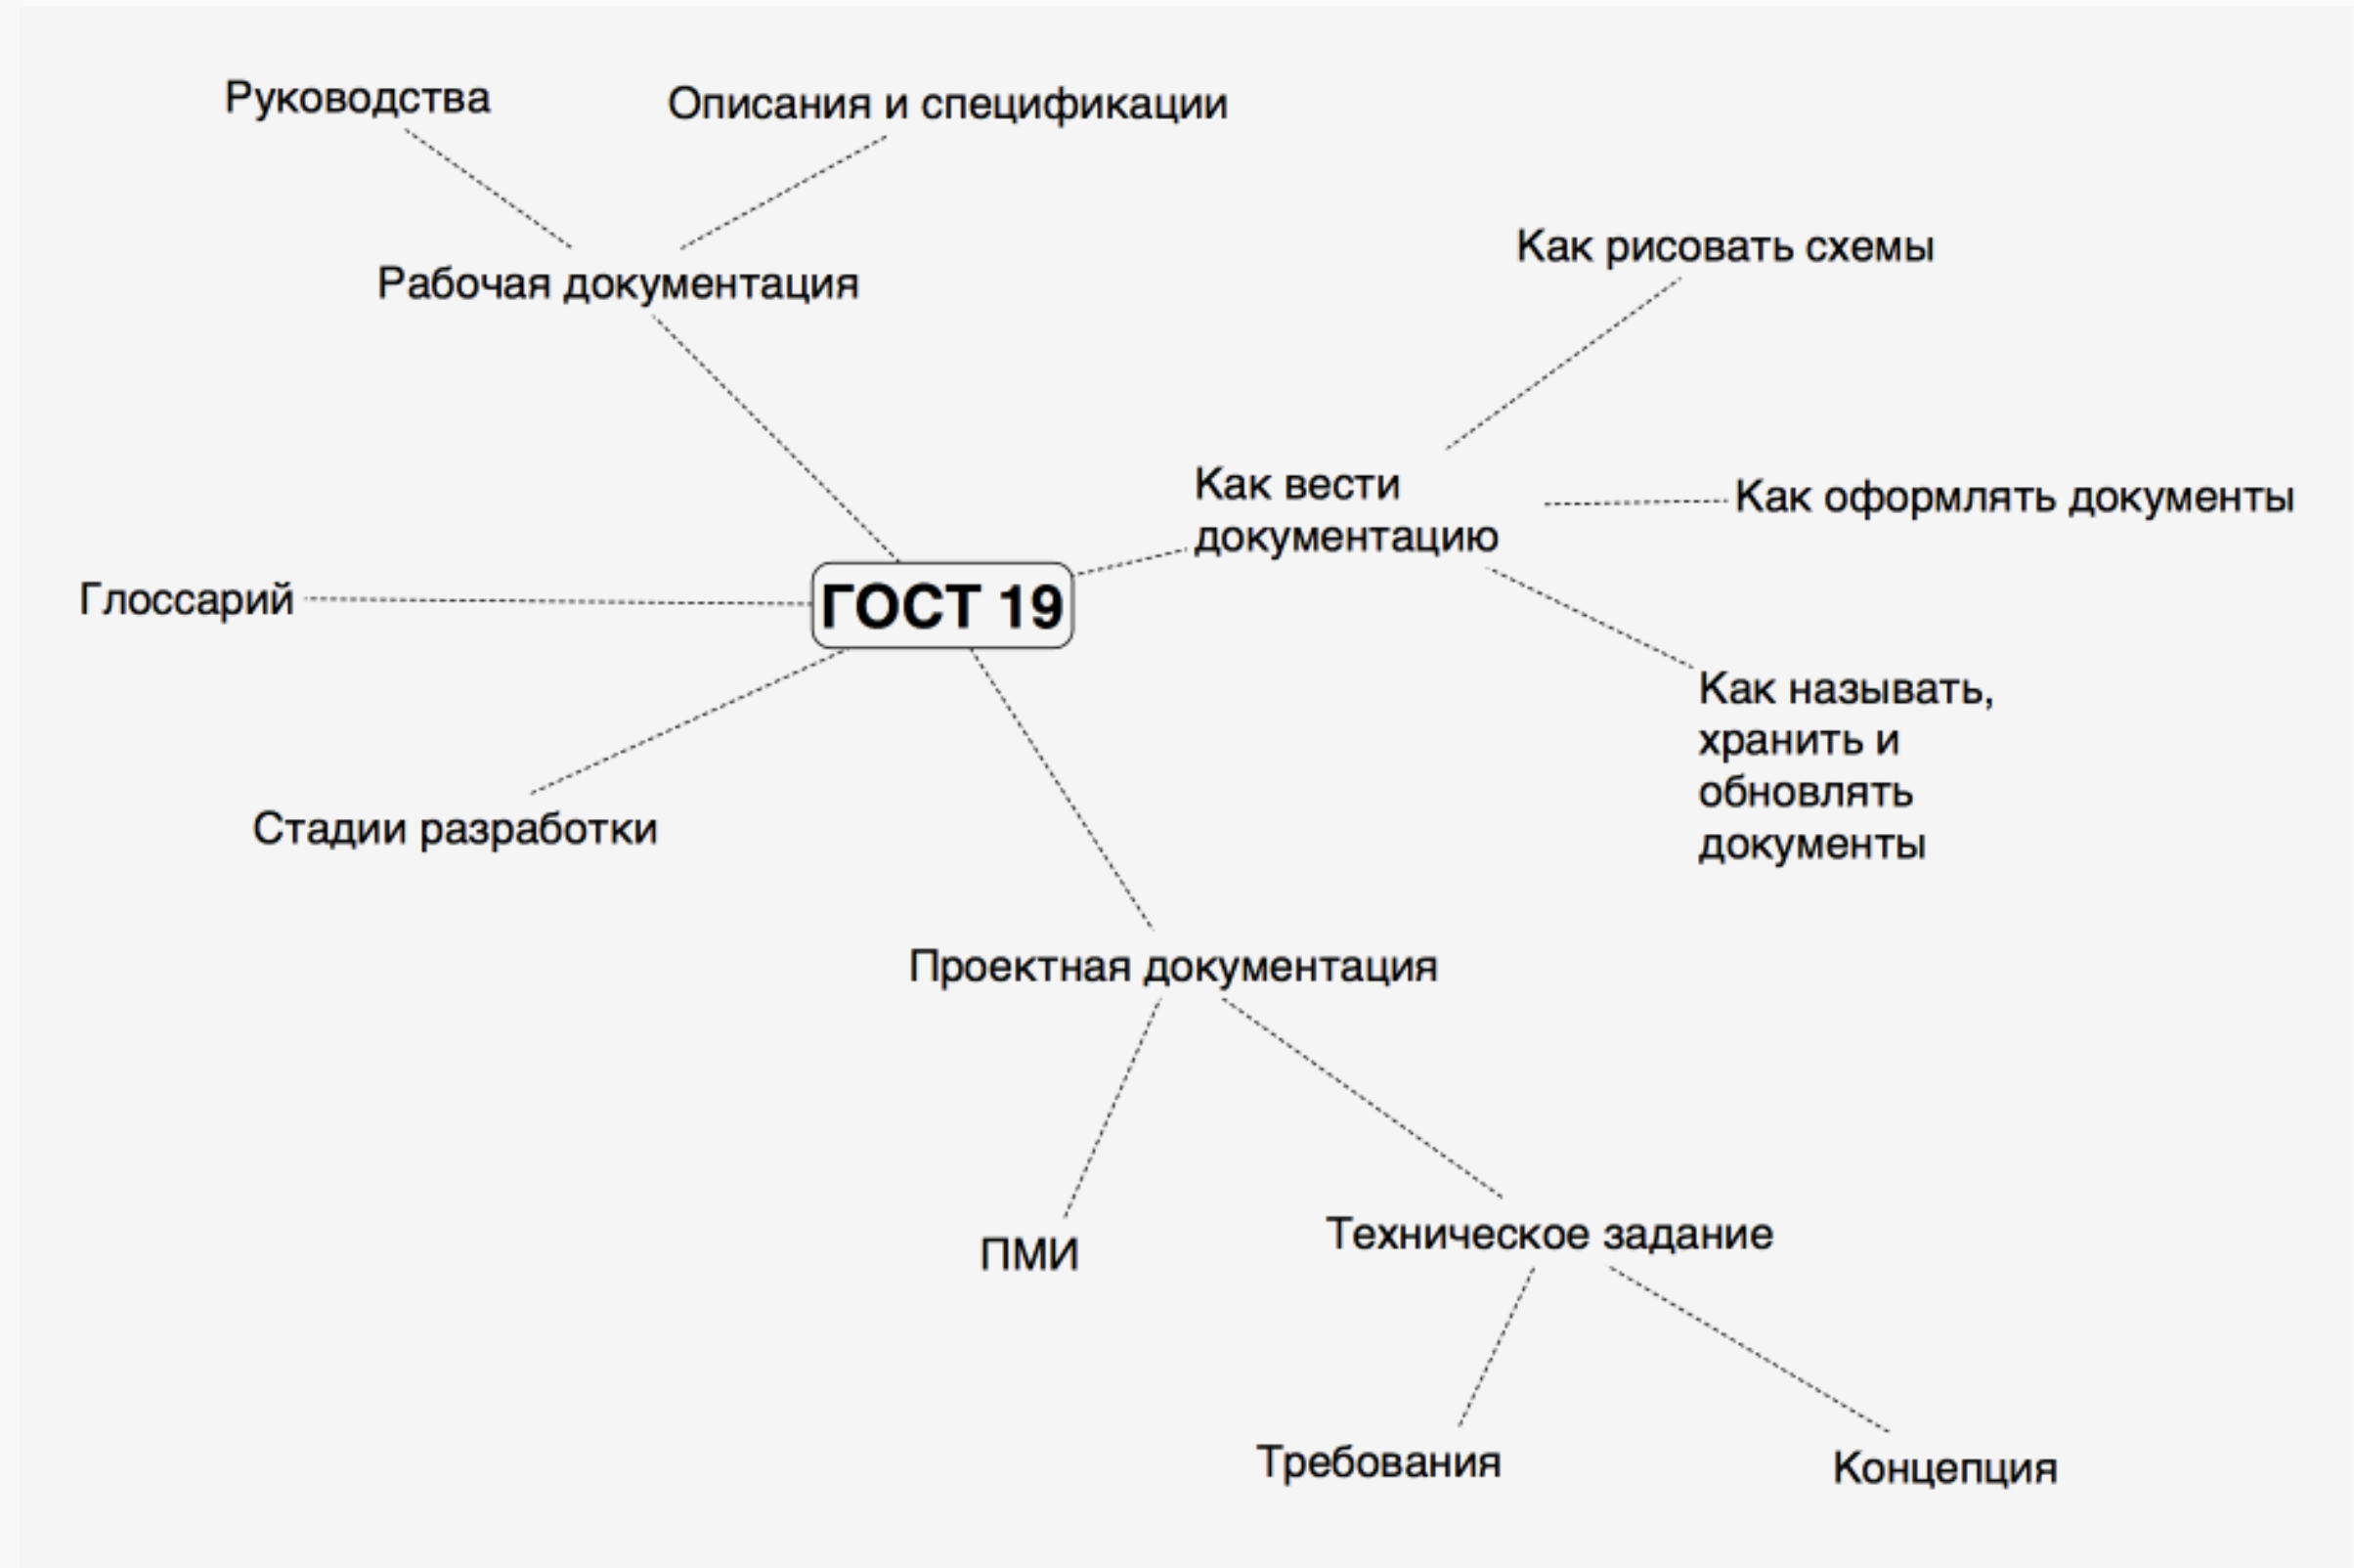 Руководства
Описания и спецификации
Рабочая документация
Как рисовать схемы
Как вести
документацию
Как оформлять документы
Глоссарий
ГОСТ 19
Как называть,
хранить и
обновлять
документы
Стадии разработки
Проектная документация
ПМИ
Техническое задание
Требования
Концепция